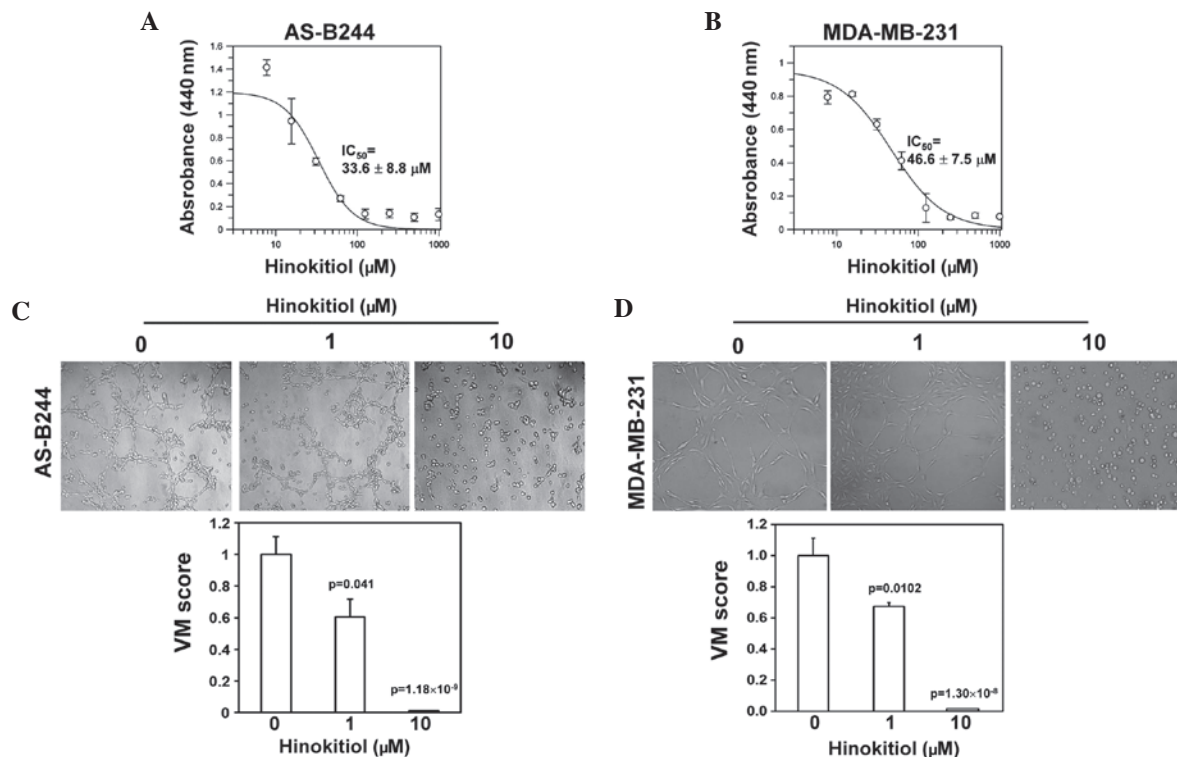 A
AS-B244
Absrobance (440 nm)
1.6
1.4
1.2
1
0.8
0.6
0.4
0.2
0
IC50=
33.6 ± 8.8 µM
10
100
1000
Hinokitiol (µM)
B
MDA-MB-231
Absrobance (440 nm)
1
0.8
0.6
0.4
0.2
0
IC50=
46.6 ± 7.5 µM
10
100
1000
Hinokitiol (µM)
C
Hinokitiol (µM)
0 1 10
AS-B244
VM score
1.2
1.0
0.8
0.6
0.4
0.2
0
p=0.041
p=1.18×10⁻⁹
0 1 10
Hinokitiol (µM)
D
Hinokitiol (µM)
0 1 10
MDA-MB-231
VM score
1.2
1.0
0.8
0.6
0.4
0.2
0.0
p=0.0102
p=1.30×10⁻⁸
0 1 10
Hinokitiol (µM)